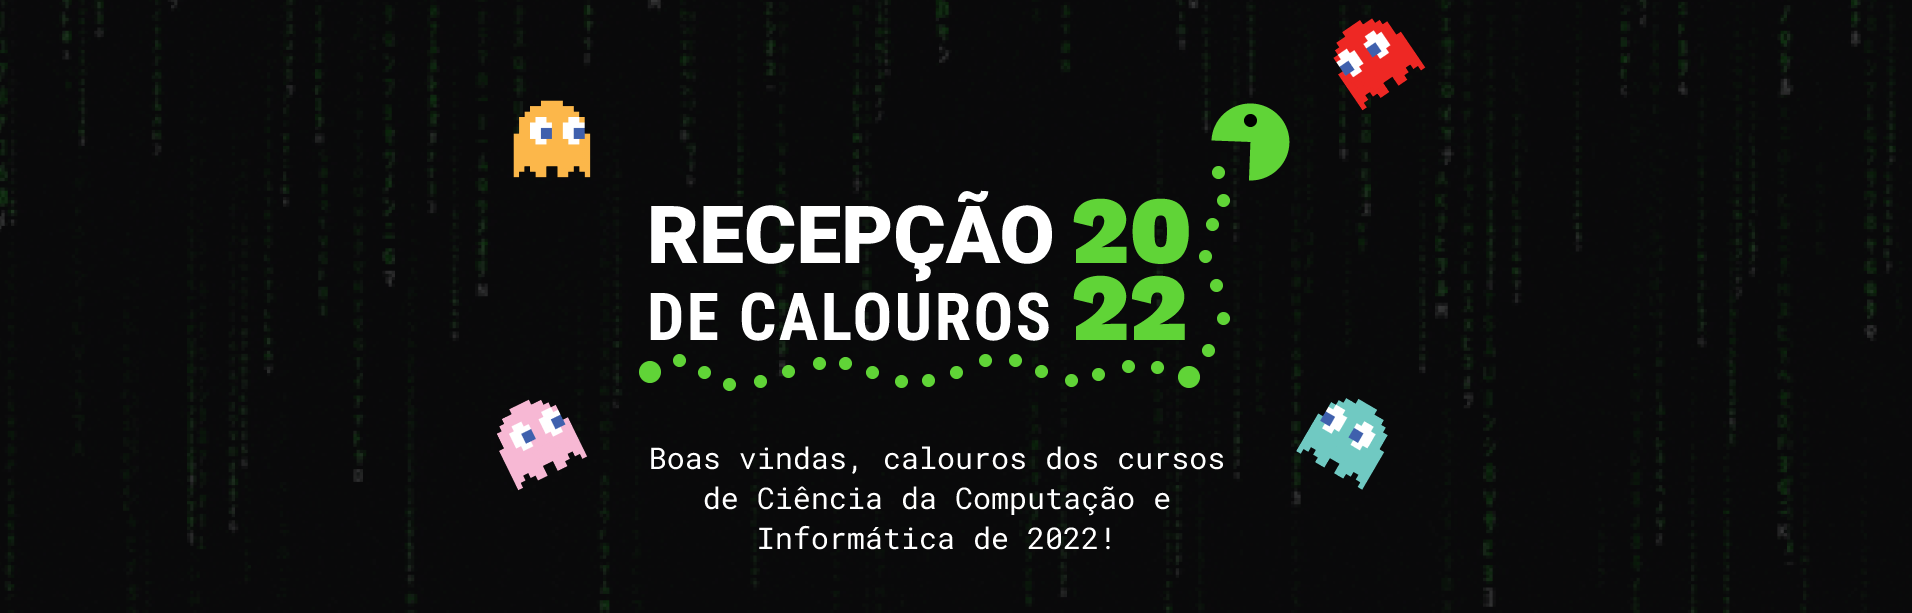 RECEPÇÃO 20
DE CALOUROS 22
Boas vindas, calouros dos cursos
de Ciência da Computação e
Informática de 2022!